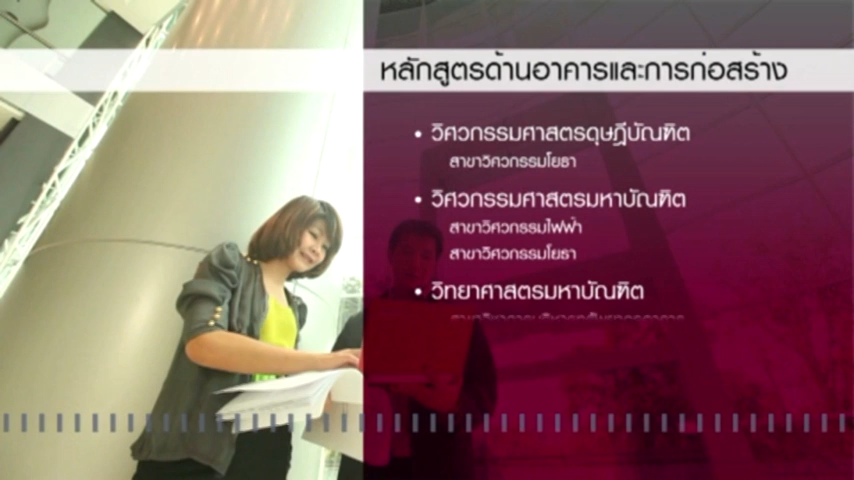 หลักสูตรด้านอาคารและการก่อสร้าง
• วิศวกรรมศาสตรดุษฎีบัณฑิต
สาขาวิศวกรรมโยธา
• วิศวกรรมศาสตรมหาบัณฑิต
สาขาวิศวกรรมไฟฟ้า
สาขาวิศวกรรมโยธา
• วิทยาศาสตรมหาบัณฑิต